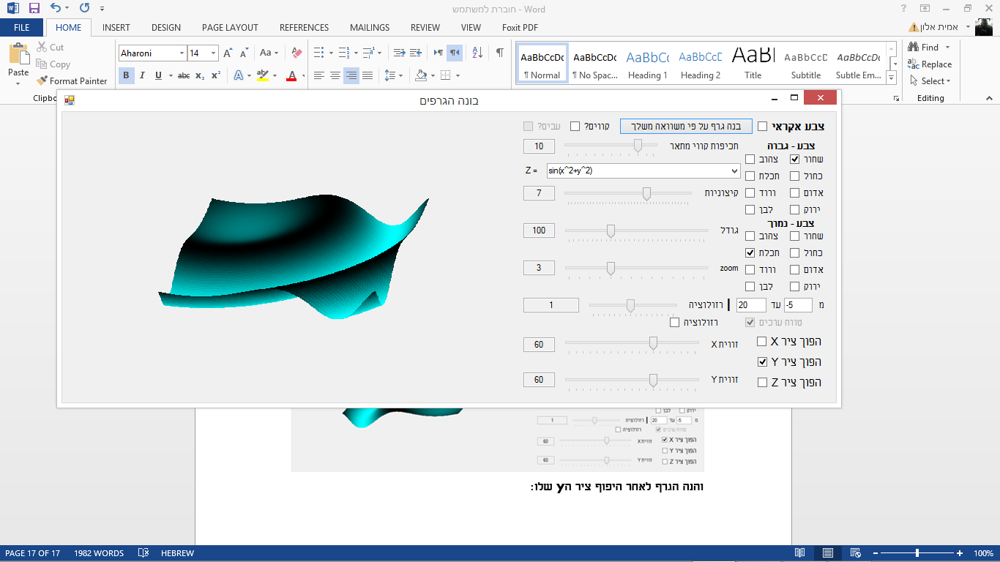 חוברת למשתמש - Word
FILE HOME INSERT DESIGN PAGE LAYOUT REFERENCES MAILINGS REVIEW VIEW Foxit PDF אמית אלון
Paste
Cut
Copy
Format Painter
Clipb
Aharoni 14
AaBbCcDc AaBbCcDc AaBbCc AaBbCcC AaB AaBbCcD AaBbCcDc
¶ Normal ¶ No Spac... Heading 1 Heading 2 Title Subtitle Subtle Em...
Find
Replace
Select
Editing
בונה הגרפים
צבע אקראי
בנה גרף על פי משוואה משלך
קווים?
עבים?
צבע - גבוה
שחור צהוב
כחול תכלת
אדום ורוד
ירוק לבן
צבע - נמוך
שחור צהוב
כחול תכלת
אדום ורוד
ירוק לבן
תכיפות קווי מתאר 10
Z = sin(x^2+y^2)
קיצוניות 7
גודל 100
zoom 3
מ -5 עד 20 | רזולוציה 1
טווח ערכים רזולוציה
הפוך ציר X
הפוך ציר Y
הפוך ציר Z
זווית X 60
זווית Y 60
ירוק לבן
מ -5 עד 20 | רזולוציה 1
טווח ערכים רזולוציה
הפוך ציר X זווית X 60
הפוך ציר Y
הפוך ציר Z זווית Y 60
והנה הגרף לאחר היפוך ציר הy שלו:
PAGE 17 OF 17 1982 WORDS HEBREW 100%